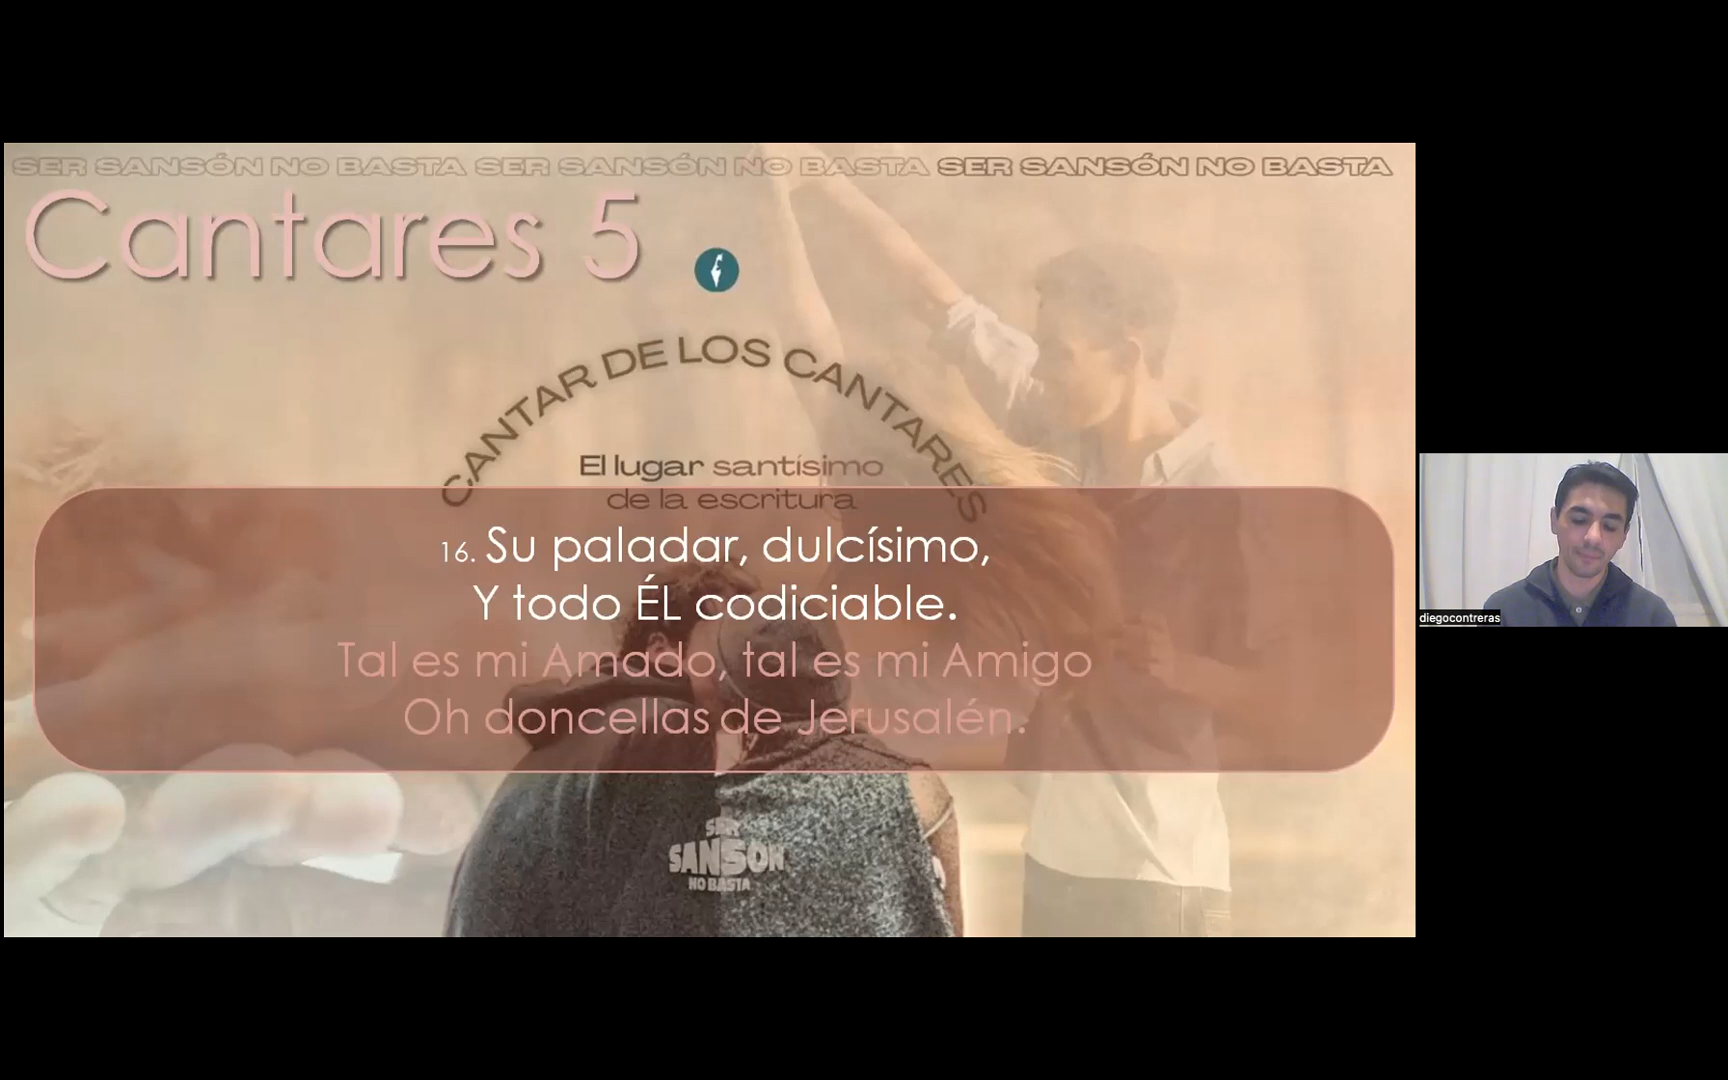 SER SANSÓN NO BASTA SER SANSÓN NO BASTA SER SANSÓN NO BASTA
Cantares 5
CANTAR DE LOS CANTARES
El lugar santísimo
de la escritura
16. Su paladar, dulcísimo,
Y todo ÉL codiciable.
Tal es mi Amado, tal es mi Amigo
Oh doncellas de Jerusalén.
SER
SANSON
NO BASTA
diegocontreras